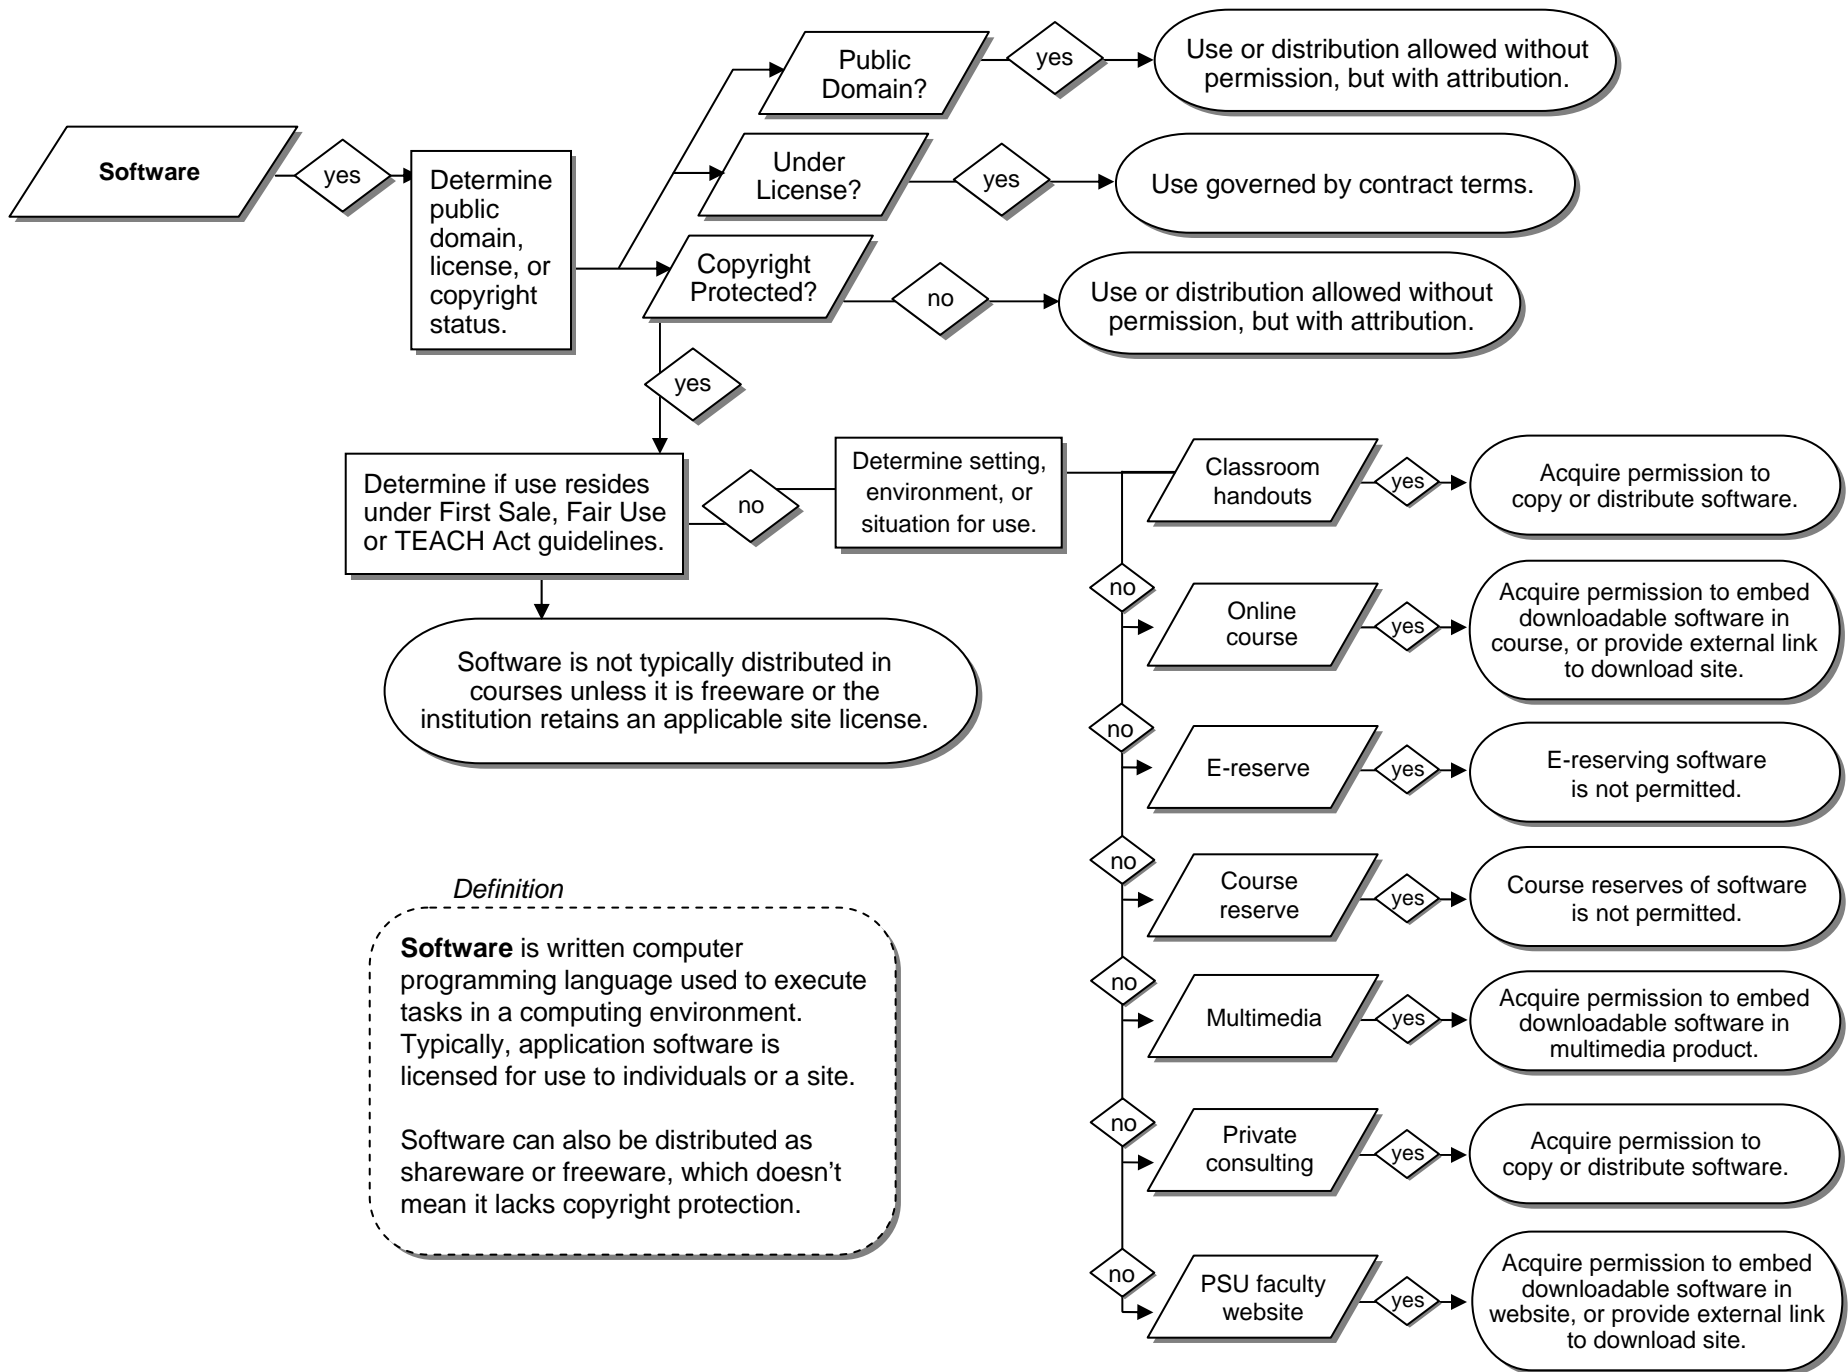 Software
yes
Determine
public
domain,
license, or
copyright
status.
Public
Domain?
yes
Use or distribution allowed without
permission, but with attribution.
Under
License?
yes
Use governed by contract terms.
Copyright
Protected?
no
Use or distribution allowed without
permission, but with attribution.
yes
Determine if use resides
under First Sale, Fair Use
or TEACH Act guidelines.
no
Determine setting,
environment, or
situation for use.
Software is not typically distributed in
courses unless it is freeware or the
institution retains an applicable site license.
Classroom
handouts
yes
Acquire permission to
copy or distribute software.
no
Online
course
yes
Acquire permission to embed
downloadable software in
course, or provide external link
to download site.
no
E-reserve
yes
E-reserving software
is not permitted.
no
Course
reserve
yes
Course reserves of software
is not permitted.
no
Multimedia
yes
Acquire permission to embed
downloadable software in
multimedia product.
no
Private
consulting
yes
Acquire permission to
copy or distribute software.
no
PSU faculty
website
yes
Acquire permission to embed
downloadable software in
website, or provide external link
to download site.
Definition
Software is written computer
programming language used to execute
tasks in a computing environment.
Typically, application software is
licensed for use to individuals or a site.
Software can also be distributed as
shareware or freeware, which doesn't
mean it lacks copyright protection.